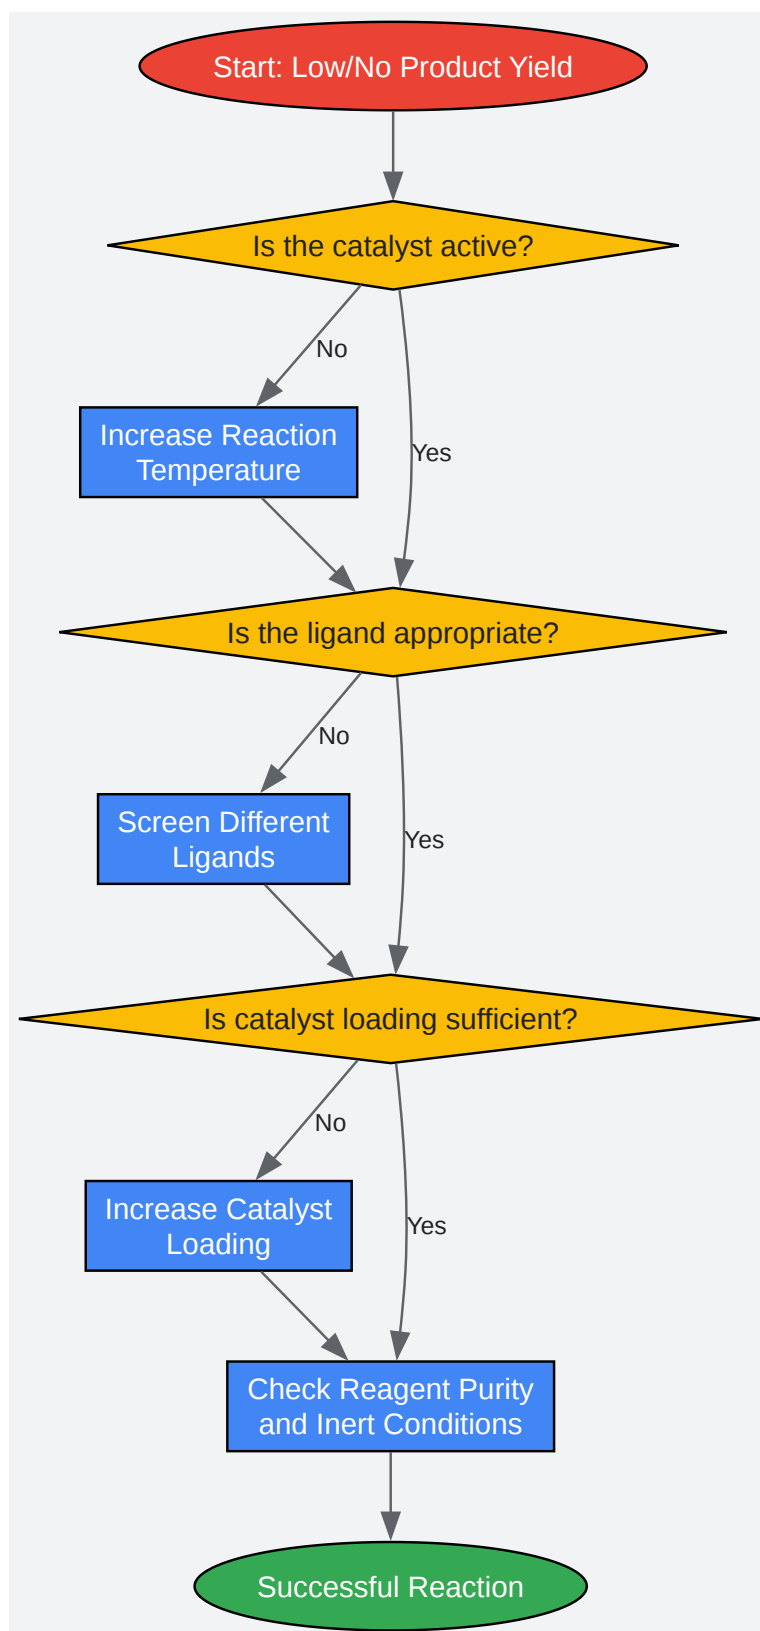 Start: Low/No Product Yield
Is the catalyst active?
No
Increase Reaction
Temperature
Yes
Is the ligand appropriate?
No
Screen Different
Ligands
Yes
Is catalyst loading sufficient?
No
Increase Catalyst
Loading
Yes
Check Reagent Purity
and Inert Conditions
Successful Reaction